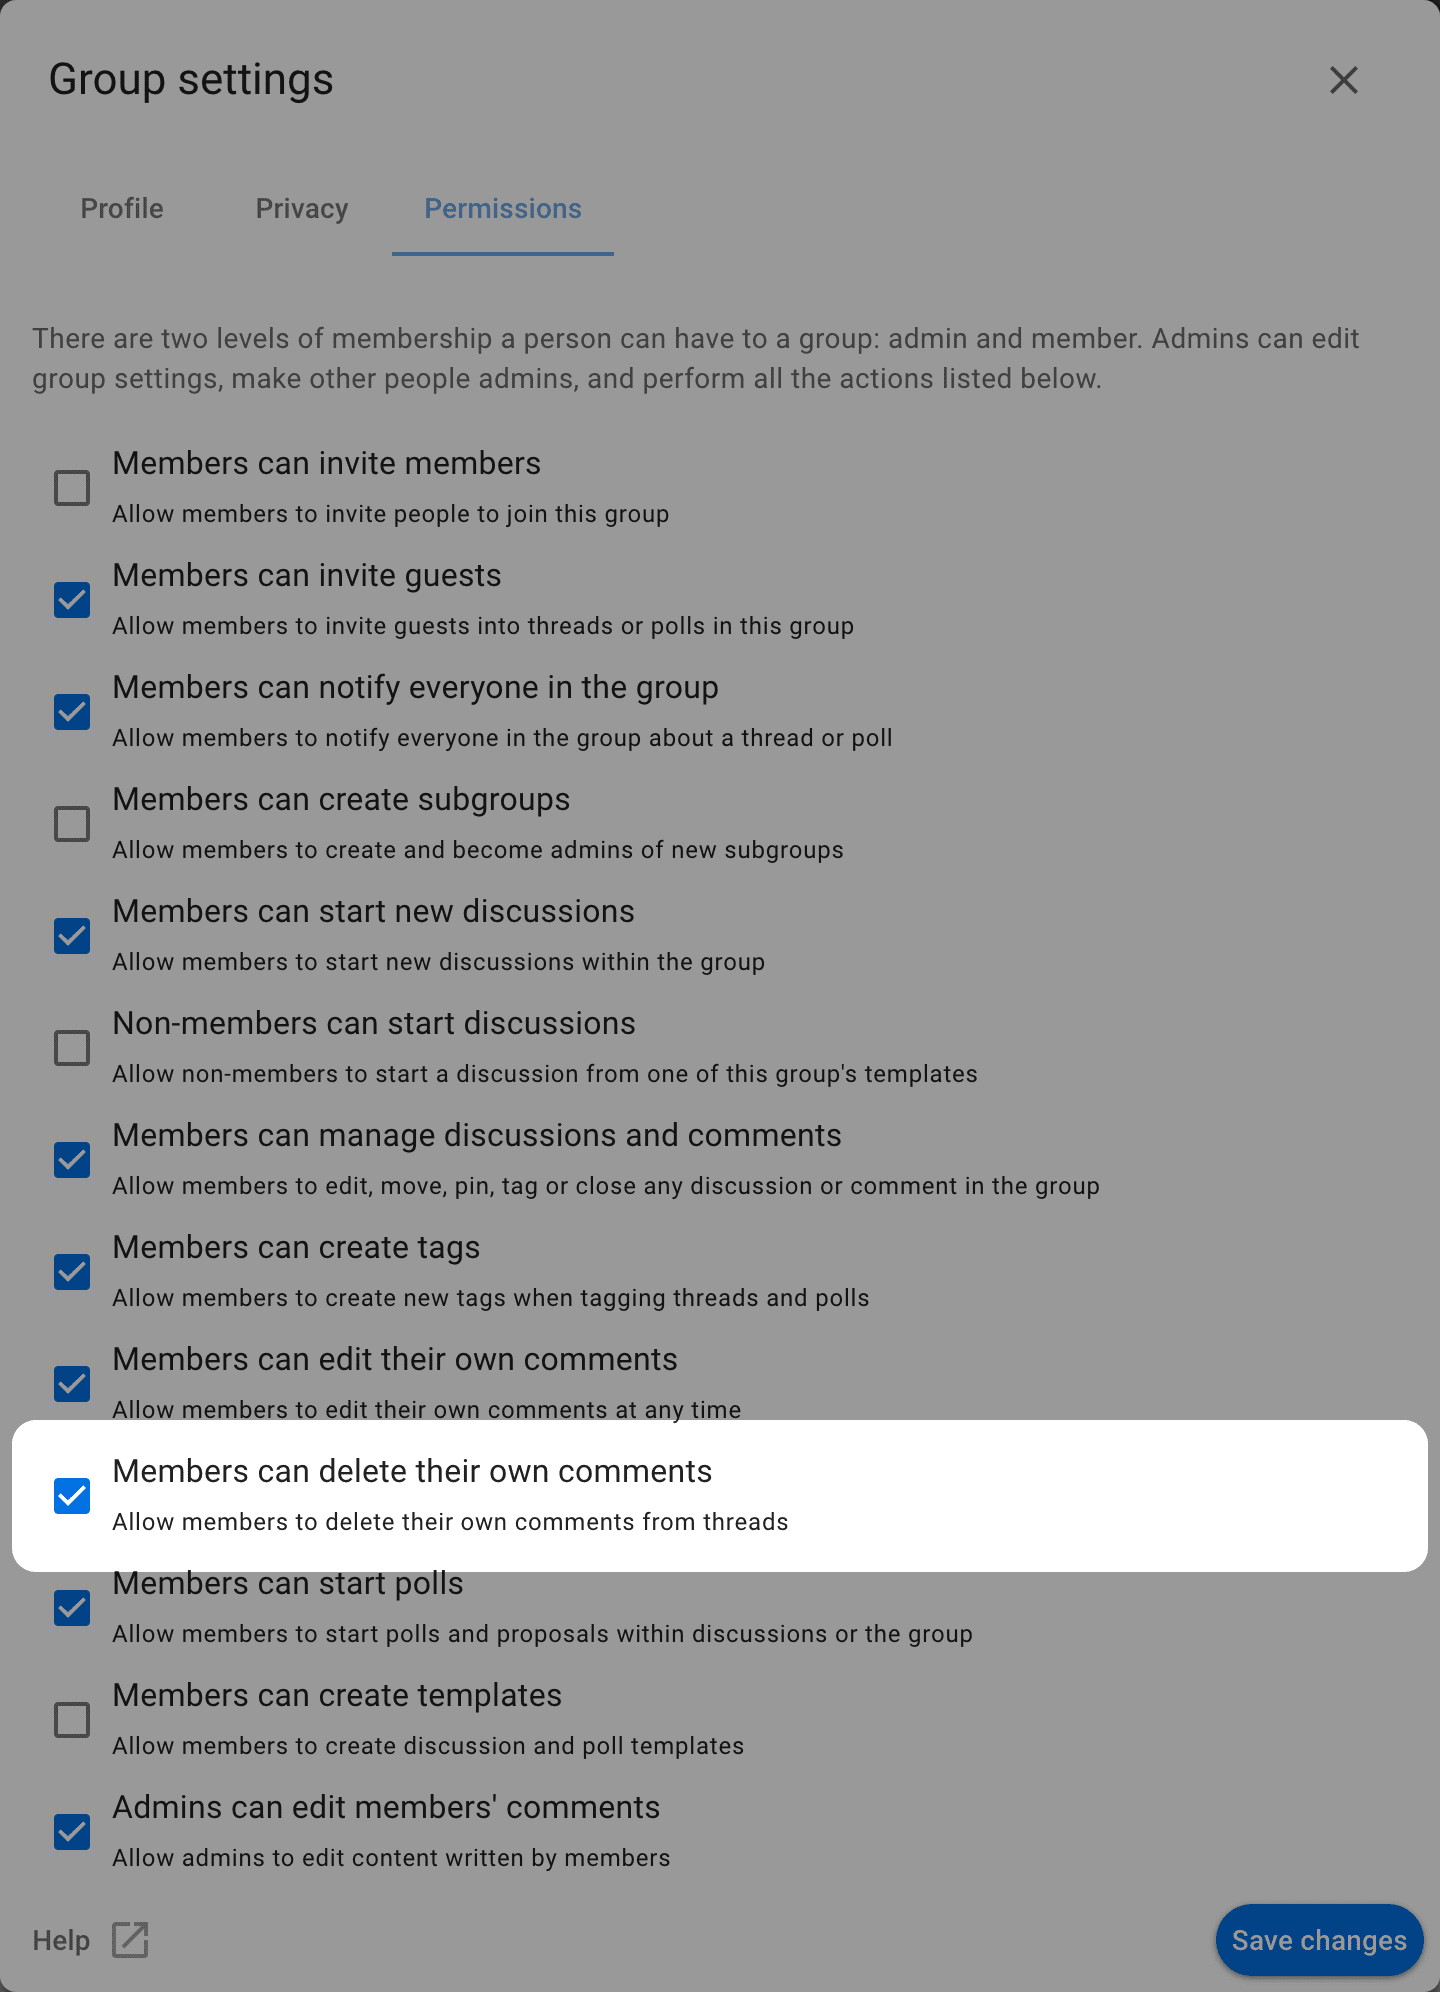 Group settings
Profile Privacy Permissions
There are two levels of membership a person can have to a group: admin and member. Admins can edit
group settings, make other people admins, and perform all the actions listed below.
Members can invite members
Allow members to invite people to join this group
Members can invite guests
Allow members to invite guests into threads or polls in this group
Members can notify everyone in the group
Allow members to notify everyone in the group about a thread or poll
Members can create subgroups
Allow members to create and become admins of new subgroups
Members can start new discussions
Allow members to start new discussions within the group
Non-members can start discussions
Allow non-members to start a discussion from one of this group's templates
Members can manage discussions and comments
Allow members to edit, move, pin, tag or close any discussion or comment in the group
Members can create tags
Allow members to create new tags when tagging threads and polls
Members can edit their own comments
Allow members to edit their own comments at any time
Members can delete their own comments
Allow members to delete their own comments from threads
Members can start polls
Allow members to start polls and proposals within discussions or the group
Members can create templates
Allow members to create discussion and poll templates
Admins can edit members' comments
Allow admins to edit content written by members
Help Save changes